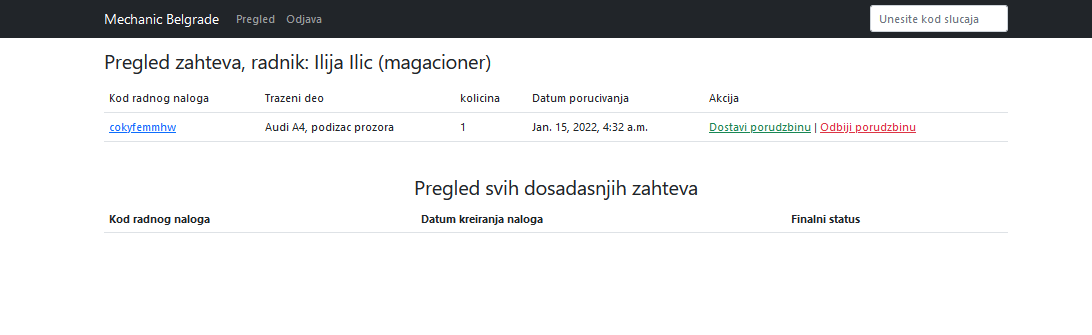 Mechanic Belgrade Pregled Odjava Unesite kod slucaja
Pregled zahteva, radnik: Ilija Ilic (magacioner)
Kod radnog naloga Trazeni deo kolicina Datum porucivanja Akcija
cokyfemmhw Audi A4, podizac prozora 1 Jan. 15, 2022, 4:32 a.m. Dostavi porudzbinu | Odbiji porudzbinu
Pregled svih dosadasnjih zahteva
Kod radnog naloga Datum kreiranja naloga Finalni status